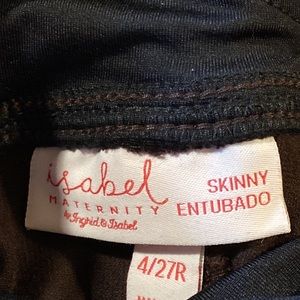 isabel
MATERNITY
by Ingrid & Isabel
SKINNY
ENTUBADO
4/27R